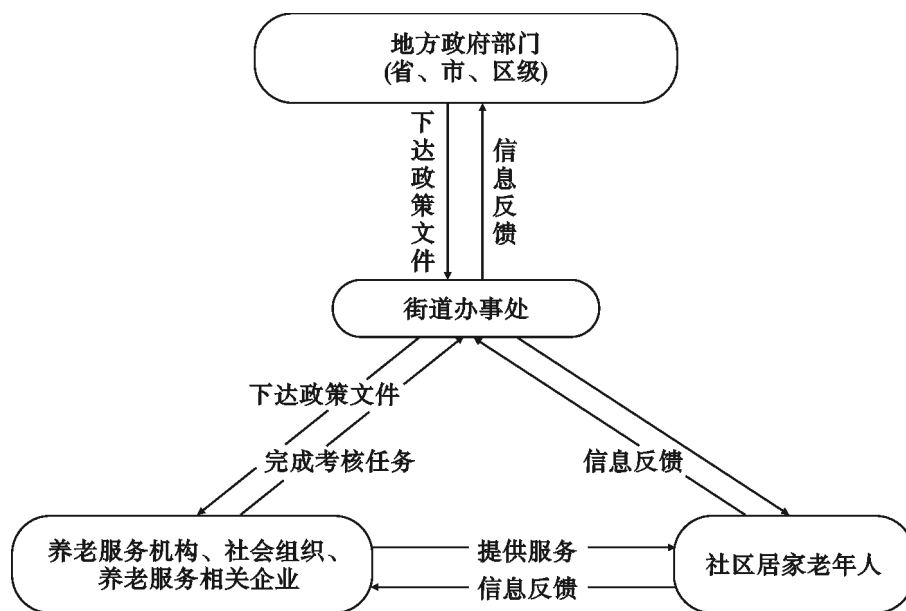 地方政府部门
(省、市、区级)
下达政策文件
信息反馈
街道办事处
下达政策文件
完成考核任务
信息反馈
养老服务机构、社会组织、
养老服务相关企业
提供服务
信息反馈
社区居家老年人